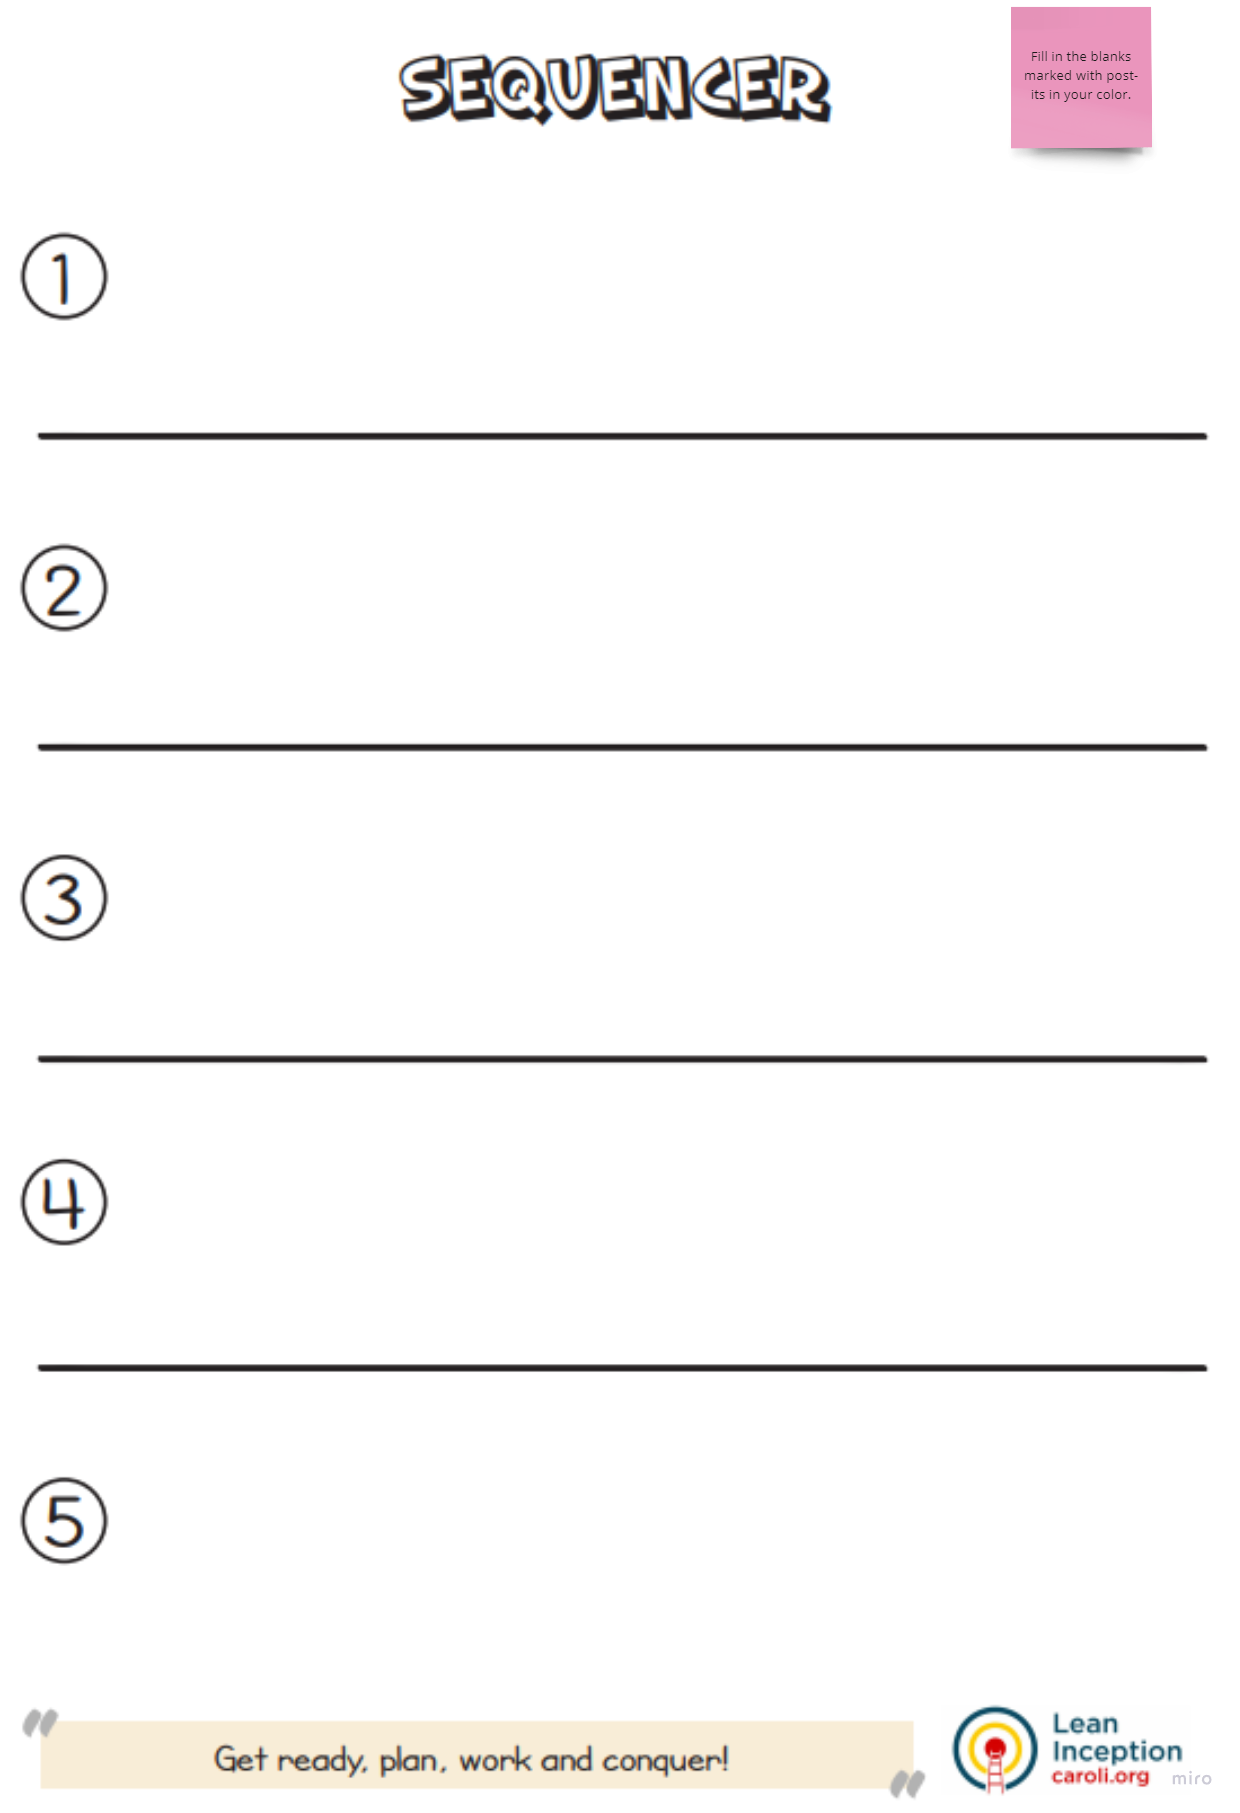 SEQUENCER
Fill in the blanks
marked with post-
its in your color.
1
2
3
4
5
"
Get ready, plan, work and conquer!
"
Lean
Inception
caroli.org
miro